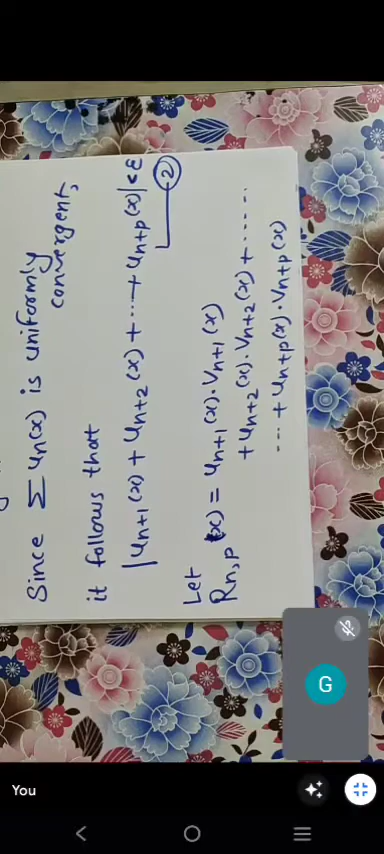 Since ∑ un(x) is uniformly
convergent,
it follows that
|un+1(x) + un+2(x) + ... + un+p(x)| < ε
②
Let
Rn,p(x) = un+1(x). Vn+1(x)
+ un+2(x). Vn+2(x) + ......
... + un+p(x). Vn+p(x)
G
You